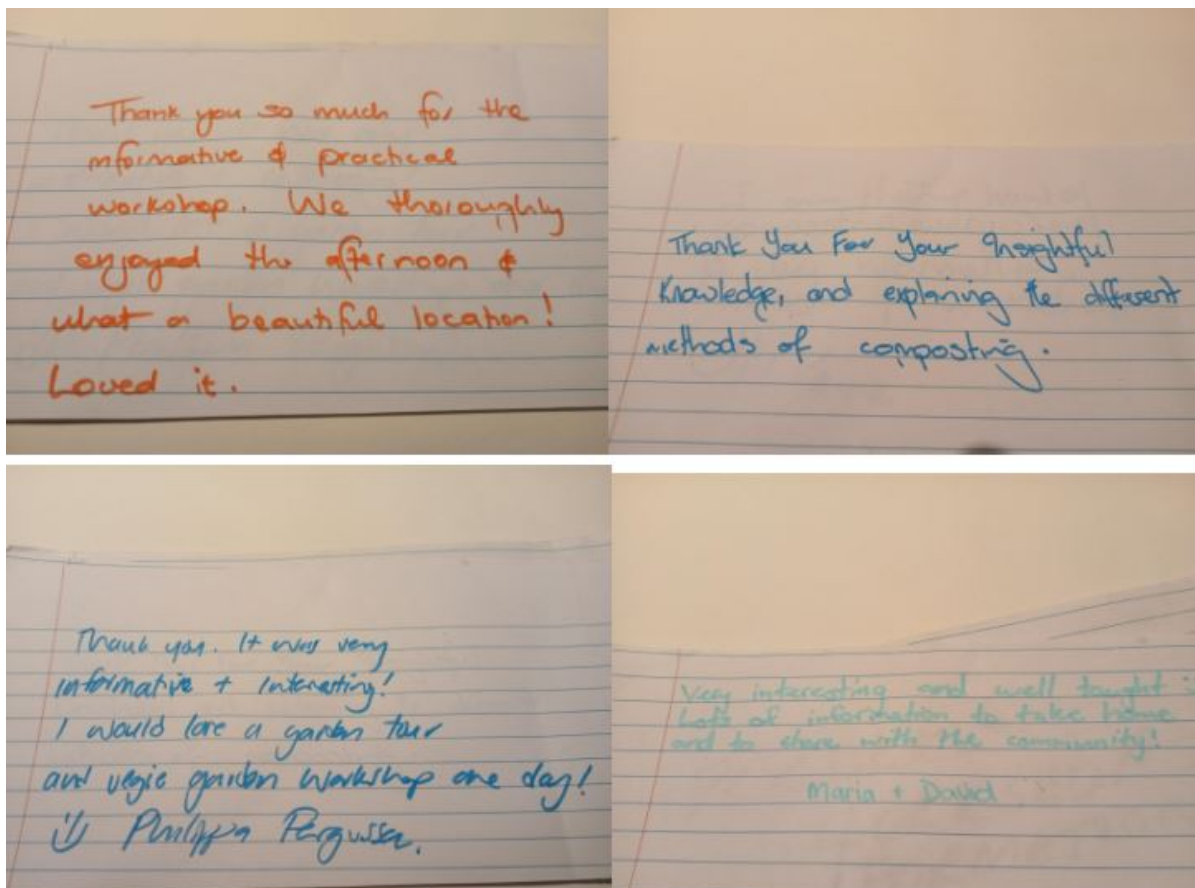 Thank you so much for the
informative & practical
workshop. We thoroughly
enjoyed the afternoon &
what a beautiful location!
Loved it.
Thank You For Your Insightful
Knowledge, and explaning the different
methods of composting.
Thank you. It was very
informative + Interesting!
I would love a garden tour
and vegie garden workshop one day!
:) Philippa
Very interesting and well taught :
Lots of information to take home
and to share with the community!
Maria + David